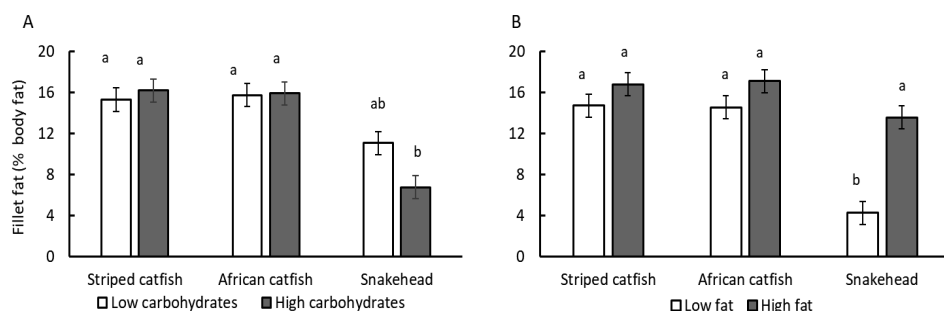 A
Fillet fat (% body fat)
20
16
12
8
4
0
a
a
a
a
ab
b
Striped catfish
African catfish
Snakehead
Low carbohydrates
High carbohydrates
B
20
16
12
8
4
0
a
a
a
a
b
a
Striped catfish
African catfish
Snakehead
Low fat
High fat